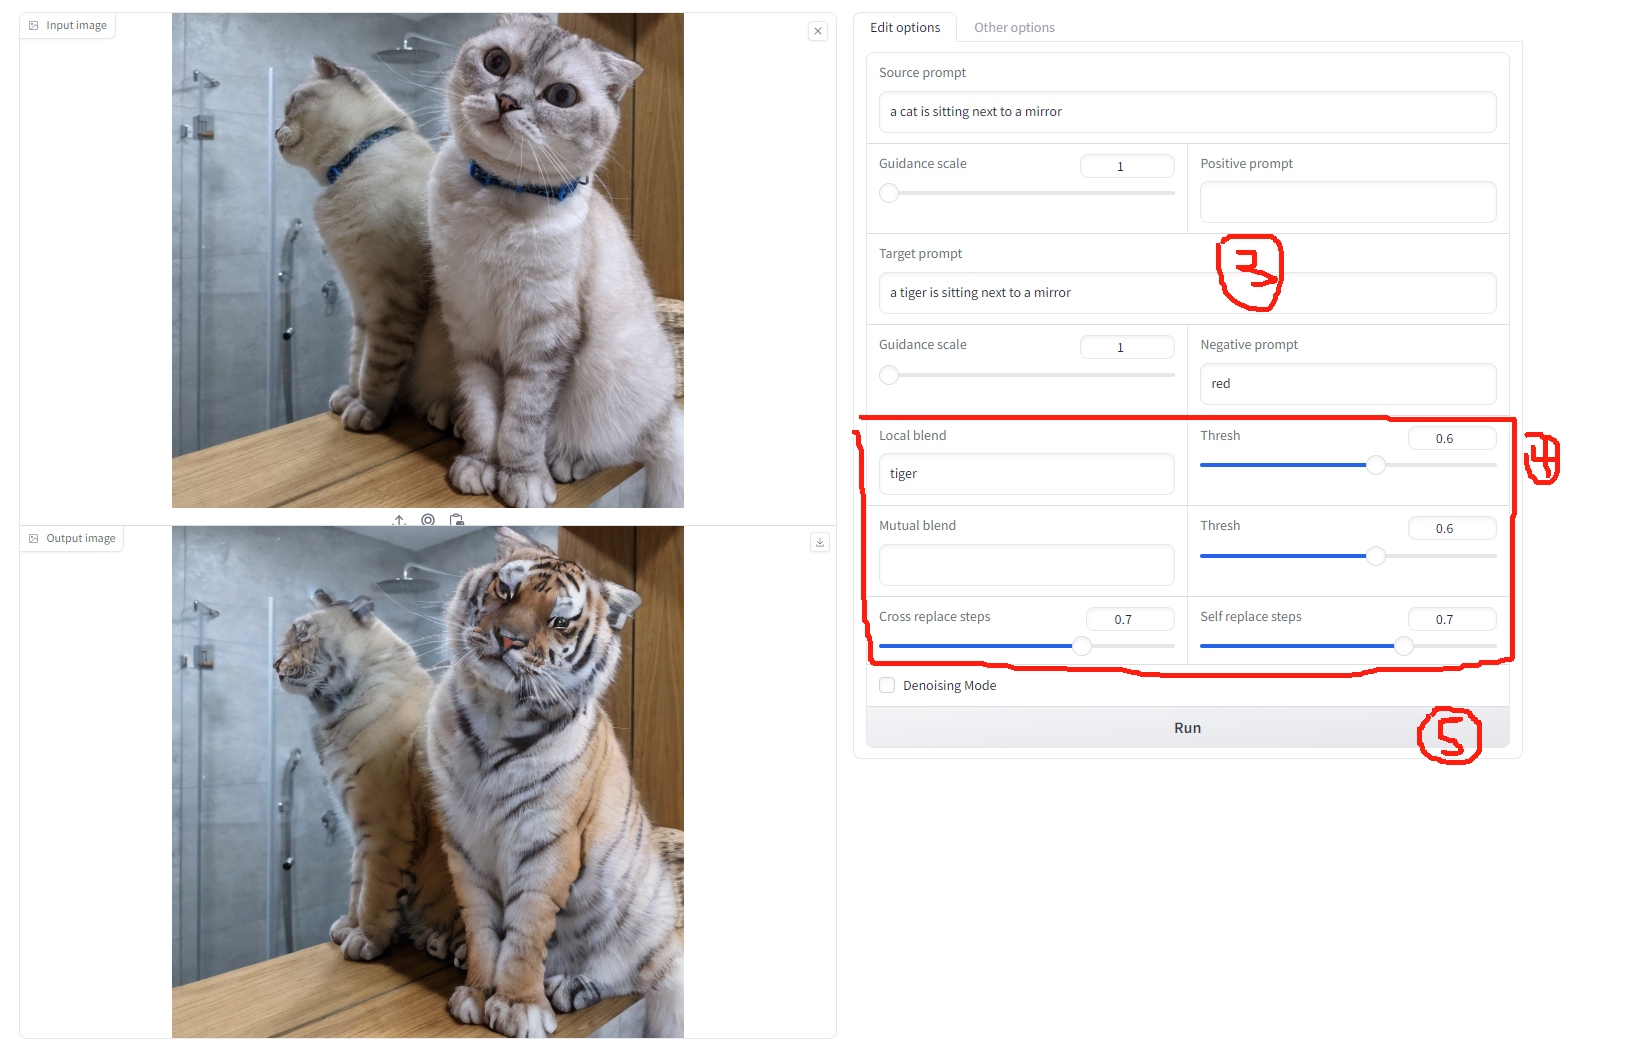 Input image
Output image
Edit options
Other options
Source prompt
a cat is sitting next to a mirror
Guidance scale
1
Positive prompt
Target prompt
3
a tiger is sitting next to a mirror
Guidance scale
1
Negative prompt
red
Local blend
tiger
Thresh
0.6
4
Mutual blend
Thresh
0.6
Cross replace steps
0.7
Self replace steps
0.7
Denoising Mode
Run
5